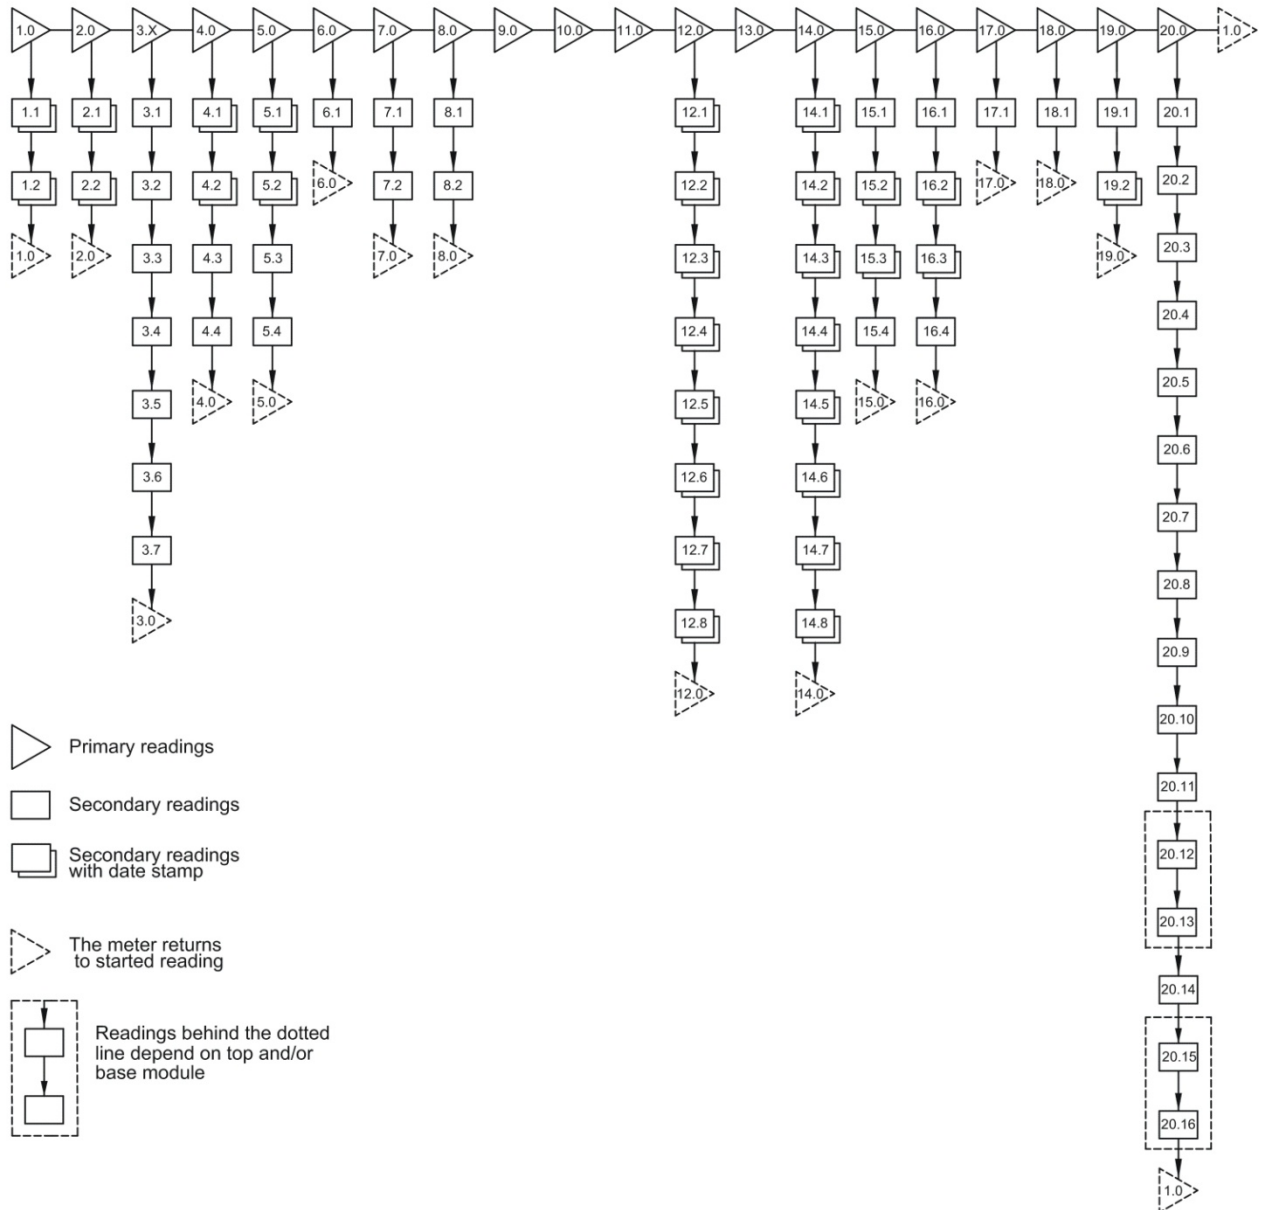 1.0 2.0 3.X 4.0 5.0 6.0 7.0 8.0 9.0 10.0 11.0 12.0 13.0 14.0 15.0 16.0 17.0 18.0 19.0 20.0 1.0
1.1 2.1 3.1 4.1 5.1 6.1 7.1 8.1 12.1 14.1 15.1 16.1 17.1 18.1 19.1 20.1
1.2 2.2 3.2 4.2 5.2 6.0 7.2 8.2 12.2 14.2 15.2 16.2 17.0 18.0 19.2 20.2
1.0 2.0 3.3 4.3 5.3 7.0 8.0 12.3 14.3 15.3 16.3 19.0 20.3
3.4 4.4 5.4 12.4 14.4 15.4 16.4 20.4
3.5 4.0 5.0 12.5 14.5 15.0 16.0 20.5
3.6 12.6 14.6 20.6
3.7 12.7 14.7 20.7
20.8
3.0 12.8 14.8
20.9
12.0 14.0
20.10
Primary readings
20.11
Secondary readings
20.12
Secondary readings
with date stamp
20.13
The meter returns
to started reading
20.14
Readings behind the dotted
line depend on top and/or
base module
20.15
20.16
1.0